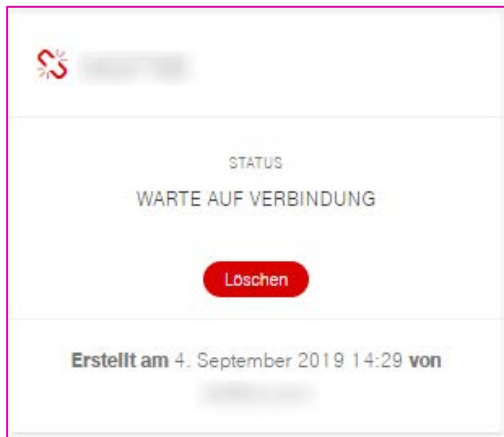 STATUS
WARTE AUF VERBINDUNG
Löschen
Erstellt am 4. September 2019 14:29 von